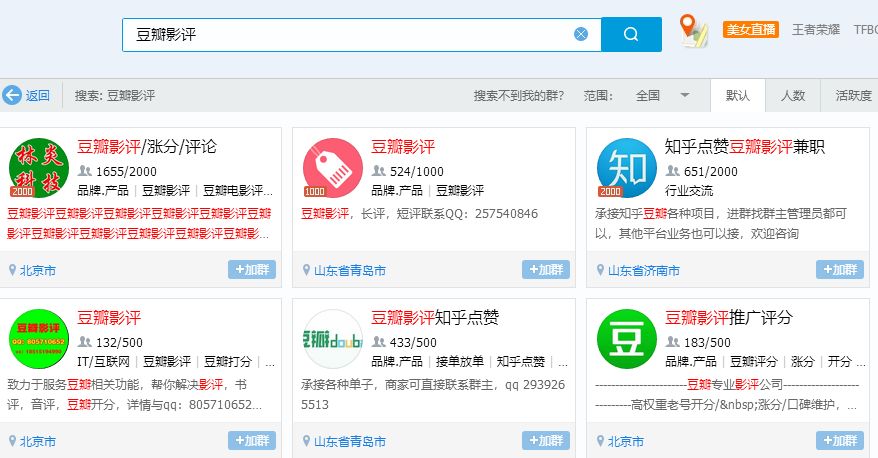 豆瓣影评
美女直播 王者荣耀 TFBO
返回 搜索: 豆瓣影评 搜索不到我的群? 范围: 全国 默认 人数 活跃度
林炎科技
2000
豆瓣影评/涨分/评论
1655/2000
品牌.产品 | 豆瓣影评 | 豆瓣电影评...
豆瓣影评豆瓣影评豆瓣影评豆瓣影评豆瓣影评豆瓣
影评豆瓣影评豆瓣影评豆瓣影评豆瓣影评豆瓣影...
北京市 +加群
1000
豆瓣影评
524/1000
品牌.产品 | 豆瓣影评
豆瓣影评，长评，短评联系QQ：257540846
山东省青岛市 +加群
知
2000
知乎点赞豆瓣影评兼职
651/2000
行业交流
承接知乎豆瓣各种项目，进群找群主管理员都可
以，其他平台业务也可以接，欢迎咨询
山东省济南市 +加群
豆瓣影评
QQ：805710652
豆瓣影评
132/500
IT/互联网 | 豆瓣影评 | 豆瓣打分 | ...
致力于服务豆瓣相关功能，帮你解决影评，书
评，音评，豆瓣开分，详情与qq：805710652...
北京市 +加群
豆瓣doub
豆瓣影评知乎点赞
433/500
品牌.产品 | 接单放单 | 知乎点赞 | ...
承接各种单子，商家可直接联系群主，qq 293926
5513
山东省青岛市 +加群
豆
豆瓣影评推广评分
183/500
品牌.产品 | 豆瓣评分 | 涨分 | 开分 ...
-----------------------豆瓣专业影评公司-------------------
---------高权重老号开分/&nbsp;涨分/口碑维护，...
北京市 +加群